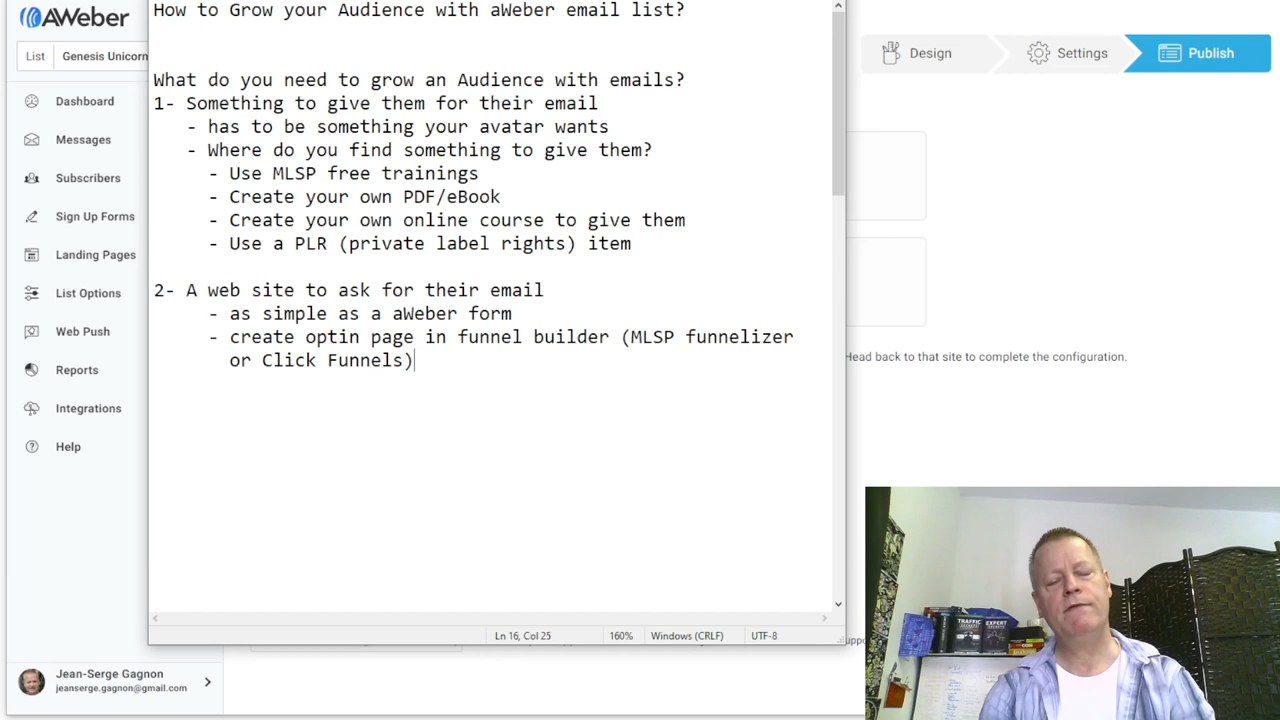 AWeber
List
Genesis Unicorn
Dashboard
Messages
Subscribers
Sign Up Forms
Landing Pages
List Options
Web Push
Reports
Integrations
Help
Jean-Serge Gagnon
jeanserge.gagnon@gmail.com
How to Grow your Audience with aWeber email list?
What do you need to grow an Audience with emails?
1- Something to give them for their email
- has to be something your avatar wants
- Where do you find something to give them?
- Use MLSP free trainings
- Create your own PDF/eBook
- Create your own online course to give them
- Use a PLR (private label rights) item
2- A web site to ask for their email
- as simple as a aWeber form
- create optin page in funnel builder (MLSP funnelizer
or Click Funnels)
Ln 16, Col 25
160%
Windows (CRLF)
UTF-8
Design
Settings
Publish
Head back to that site to complete the configuration.
TRAFFIC
SECRETS
EXPERT
SECRETS